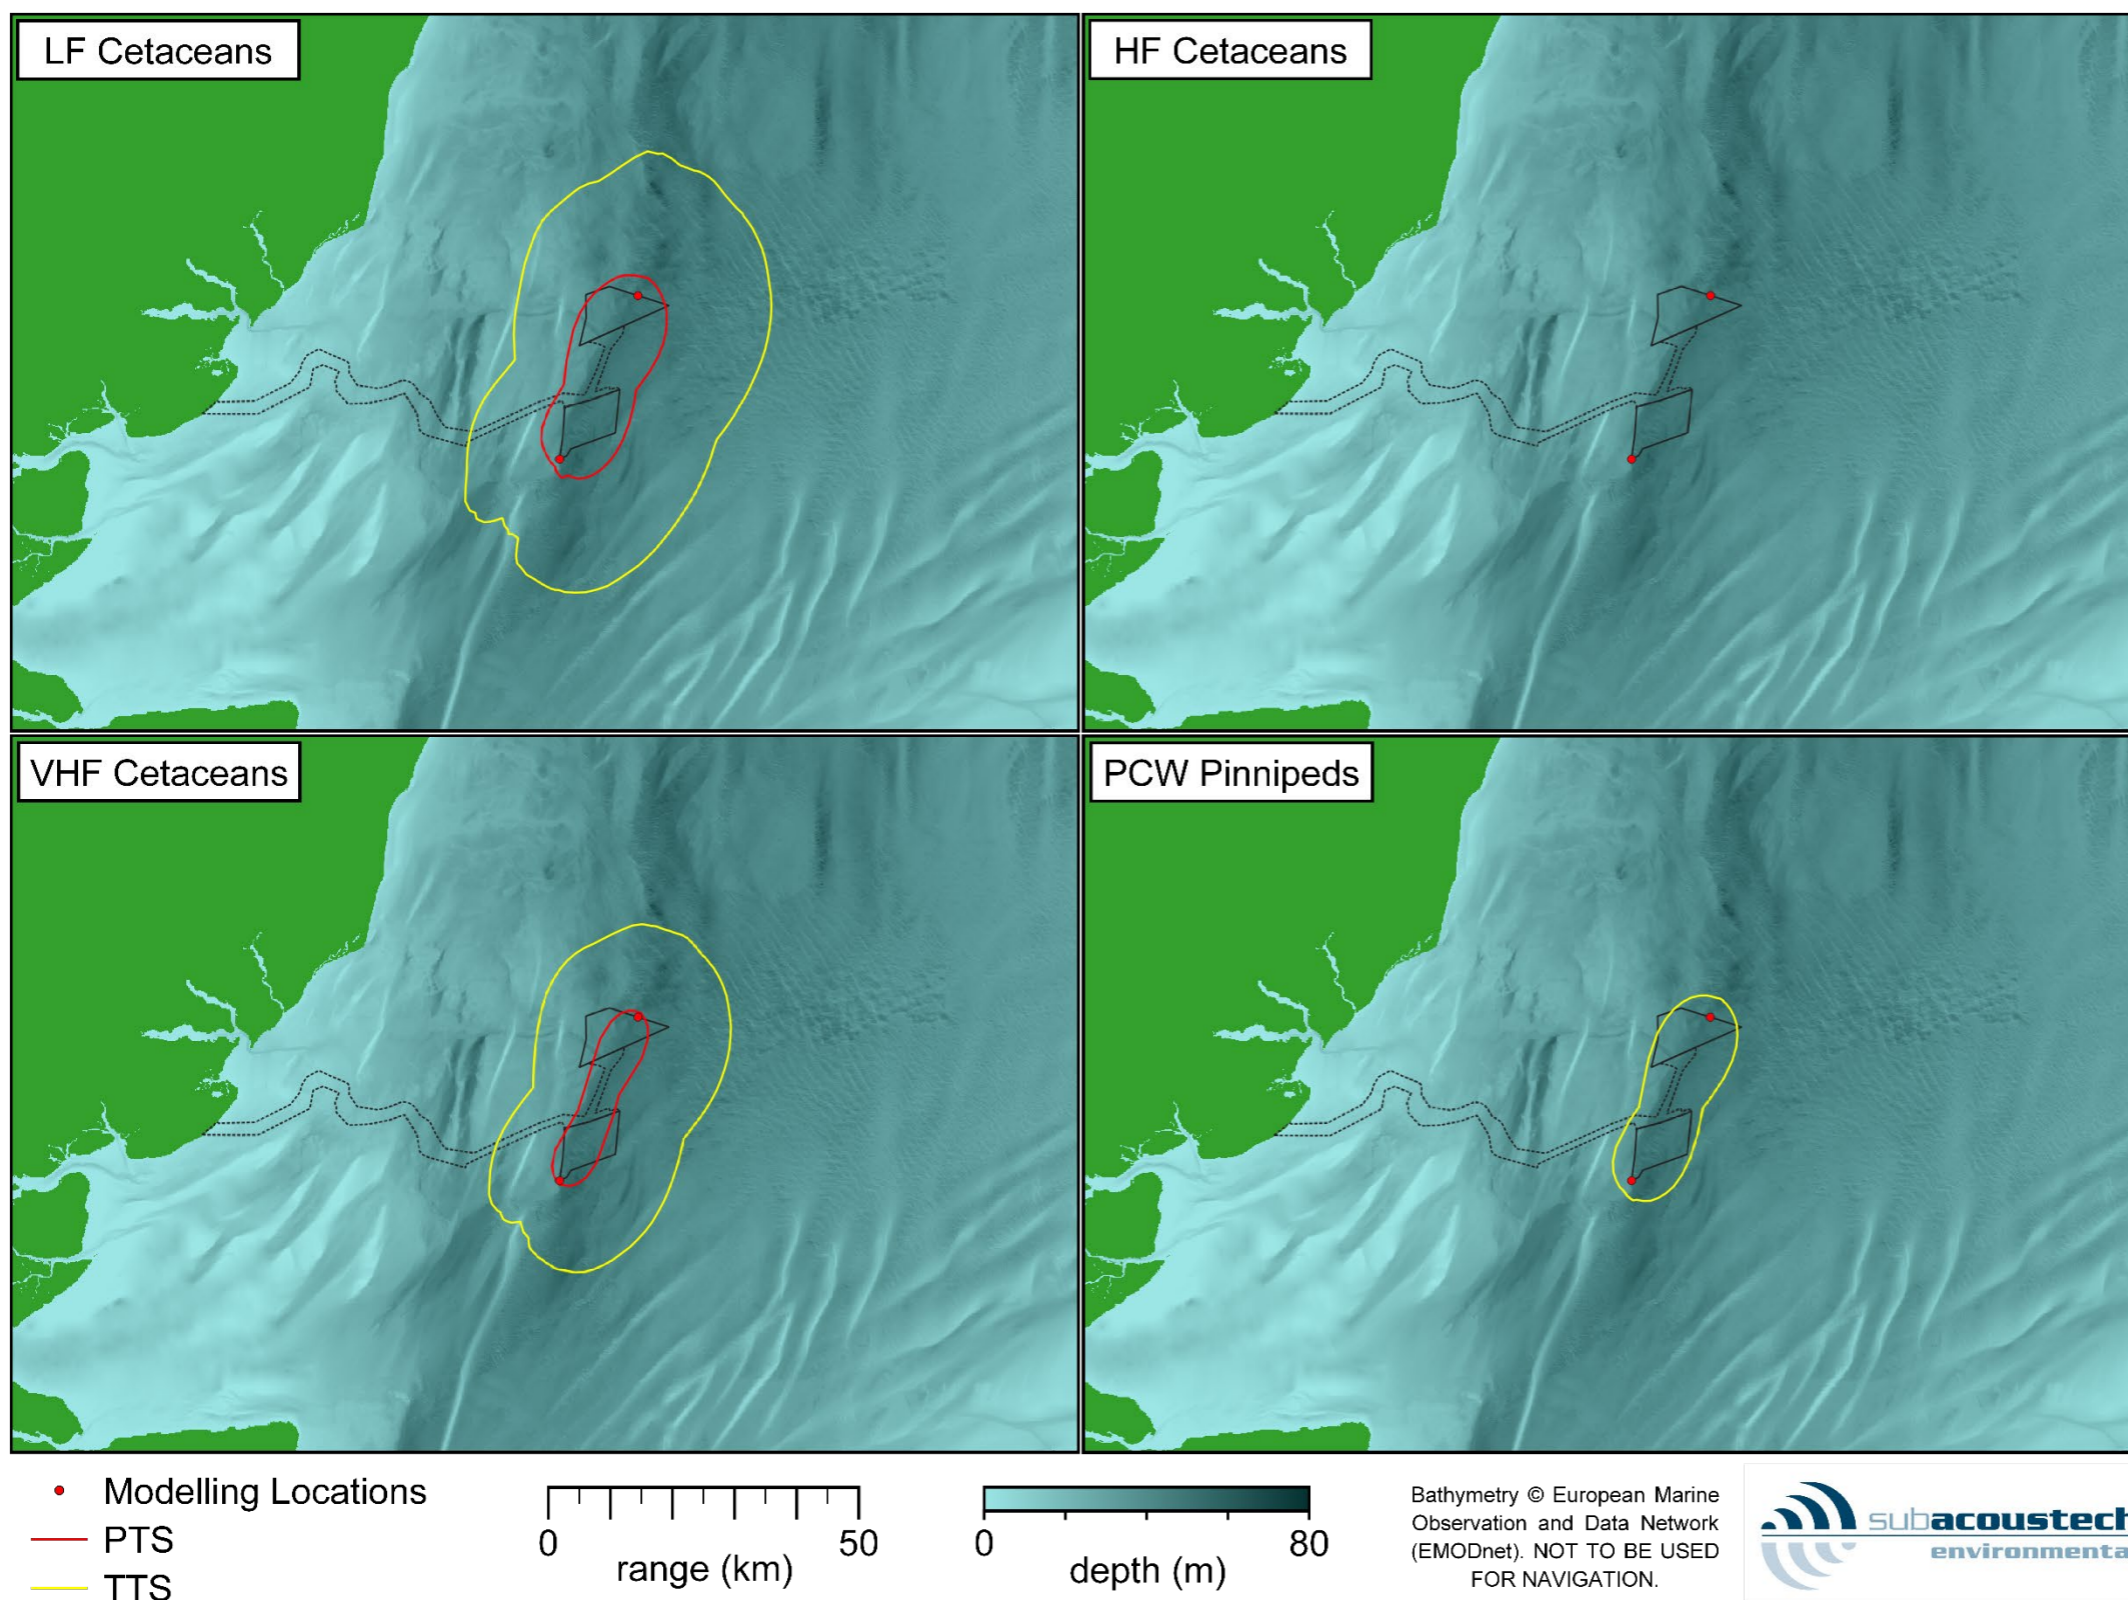 LF Cetaceans
HF Cetaceans
VHF Cetaceans
PCW Pinnipeds
Modelling Locations
PTS
TTS
0 50
range (km)
0 80
depth (m)
Bathymetry © European Marine
Observation and Data Network
(EMODnet). NOT TO BE USED
FOR NAVIGATION.
subacoustech
environmenta